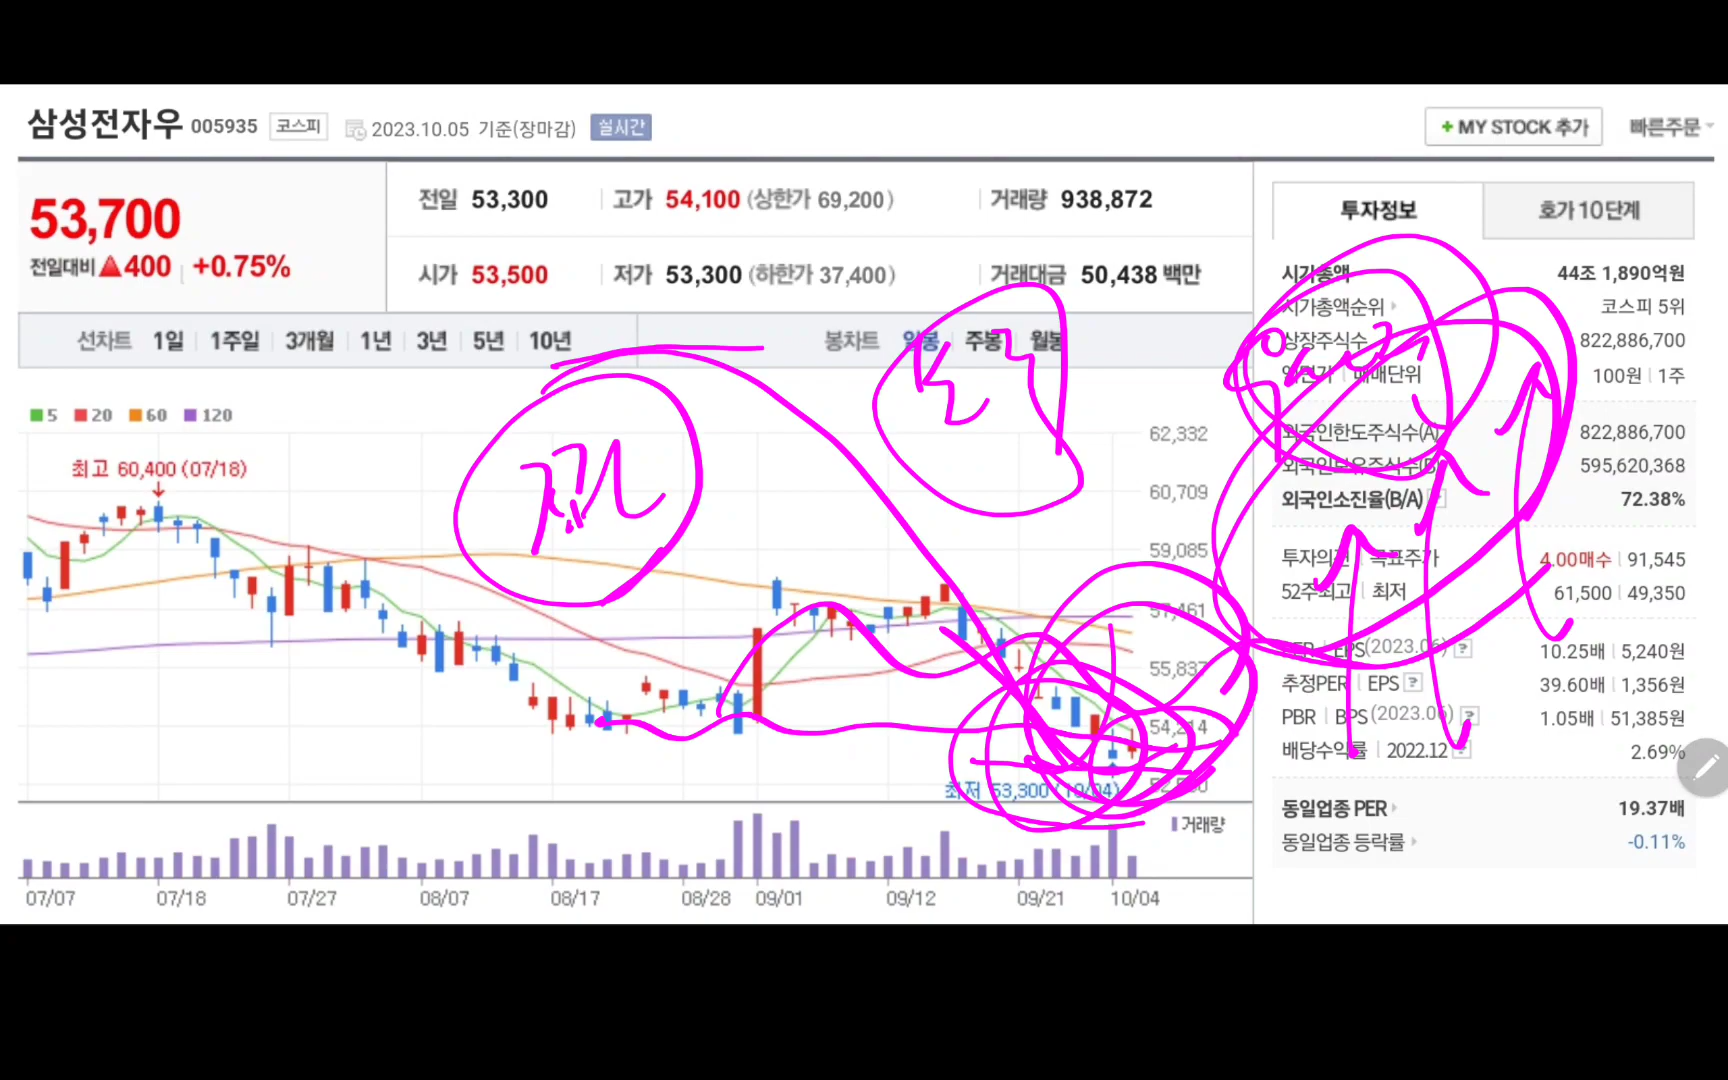 삼성전자우 005935 코스피 2023.10.05 기준(장마감) 실시간
+ MY STOCK 추가 빠른주문
53,700
전일대비 ▲400 +0.75%
전일 53,300 고가 54,100 (상한가 69,200) 거래량 938,872
시가 53,500 저가 53,300 (하한가 37,400) 거래대금 50,438 백만
선차트 1일 1주일 3개월 1년 3년 5년 10년 봉차트 일봉 주봉 월봉
5 20 60 120
최고 60,400 (07/18)
62,332
60,709
59,085
57,461
55,837
54,214
최저 53,300 (10/04)
거래량
07/07 07/18 07/27 08/07 08/17 08/28 09/01 09/12 09/21 10/04
투자정보 호가 10단계
시가총액 44조 1,890억원
시가총액순위 코스피 5위
상장주식수 822,886,700
액면가 매매단위 100원 1주
외국인한도주식수(A) 822,886,700
외국인보유주식수(B) 595,620,368
외국인소진율(B/A) ? 72.38%
투자의견 목표주가 4.00매수 91,545
52주최고 최저 61,500 49,350
PER EPS(2023.06) ? 10.25배 5,240원
추정PER EPS ? 39.60배 1,356원
PBR BPS (2023.06) ? 1.05배 51,385원
배당수익률 2022.12 ? 2.69%
동일업종 PER 19.37배
동일업종 등락률 -0.11%